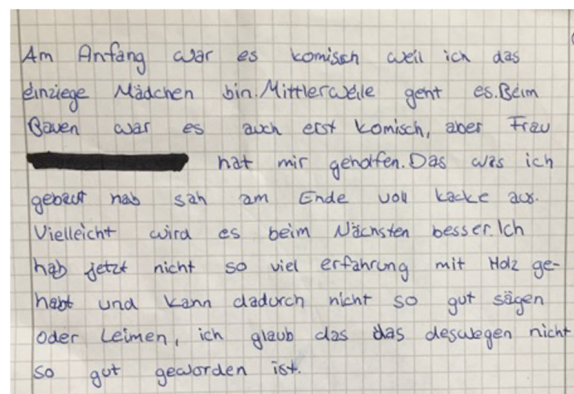 Am Anfang war es komisch weil ich das
einziege Mädchen bin. Mittlerweile geht es. Beim
Bauen war es auch erst komisch, aber Frau
hat mir geholfen. Das was ich
gebaut hab sah am Ende voll kacke aus.
Vielleicht wird es beim Nächsten besser. Ich
hab jetzt nicht so viel erfahrung mit Holz ge-
habt und kann dadurch nicht so gut sägen
oder Leimen, ich glaub das das deswegen nicht
so gut geworden ist.